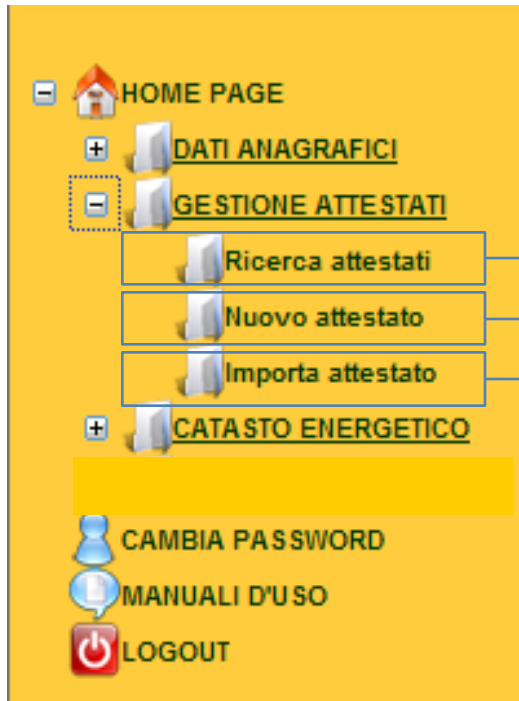 HOME PAGE
DATI ANAGRAFICI
GESTIONE ATTESTATI
Ricerca attestati
Nuovo attestato
Importa attestato
CATASTO ENERGETICO
CAMBIA PASSWORD
MANUALI D'USO
LOGOUT